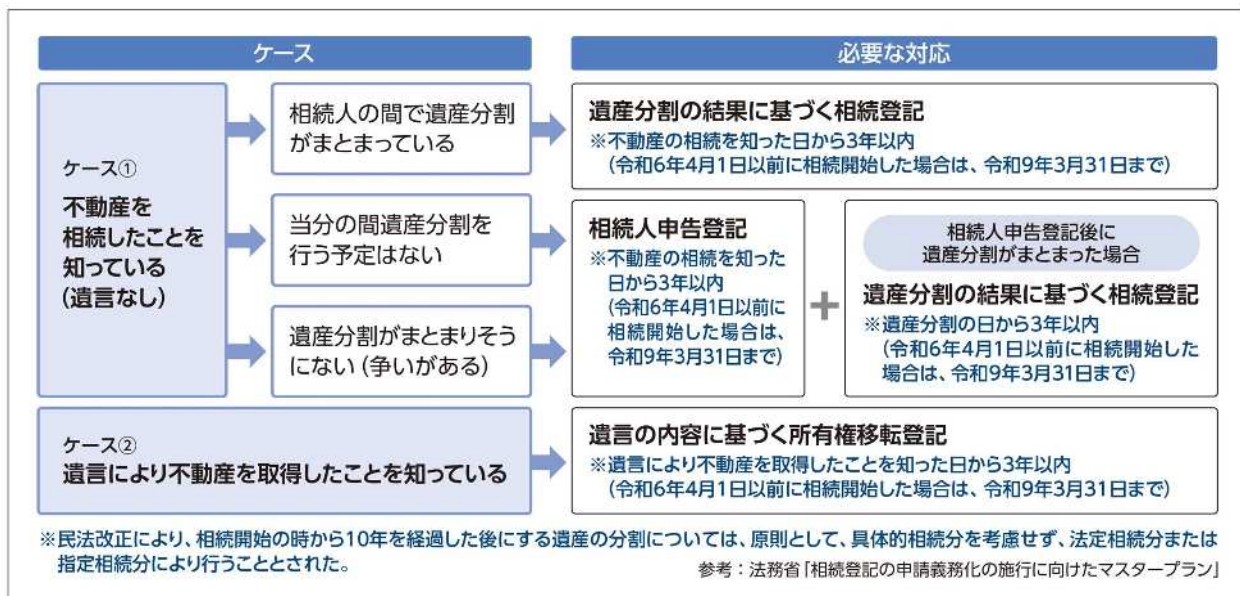 ケース
必要な対応
ケース①
不動産を
相続したことを
知っている
(遺言なし)
相続人の間で遺産分割
がまとまっている
遺産分割の結果に基づく相続登記
※不動産の相続を知った日から3年以内
(令和6年4月1日以前に相続開始した場合は、令和9年3月31日まで)
当分の間遺産分割を
行う予定はない
遺産分割がまとまりそう
にない(争いがある)
相続人申告登記
※不動産の相続を知った
日から3年以内
(令和6年4月1日以前に
相続開始した場合は、
令和9年3月31日まで)
+
相続人申告登記後に
遺産分割がまとまった場合
遺産分割の結果に基づく相続登記
※遺産分割の日から3年以内
(令和6年4月1日以前に相続開始した
場合は、令和9年3月31日まで)
ケース②
遺言により不動産を取得したことを知っている
遺言の内容に基づく所有権移転登記
※遺言により不動産を取得したことを知った日から3年以内
(令和6年4月1日以前に相続開始した場合は、令和9年3月31日まで)
※民法改正により、相続開始の時から10年を経過した後にする遺産の分割については、原則として、具体的相続分を考慮せず、法定相続分または
指定相続分により行うこととされた。
参考:法務省「相続登記の申請義務化の施行に向けたマスタープラン」